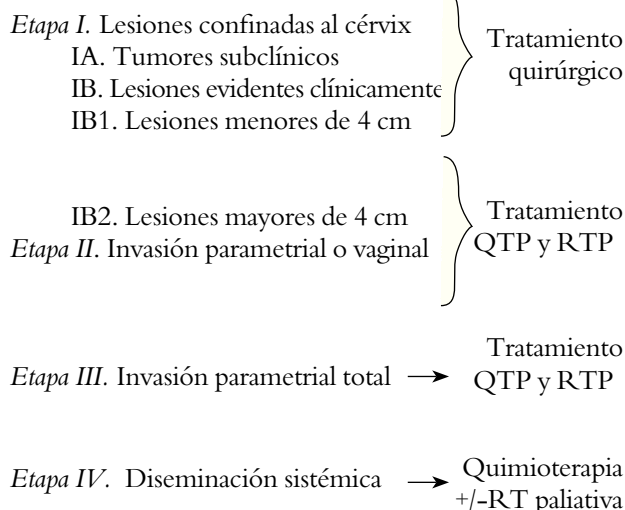 Etapa I. Lesiones confinadas al cérvix
IA. Tumores subclínicos
IB. Lesiones evidentes clínicamente
IB1. Lesiones menores de 4 cm
Tratamiento
quirúrgico
IB2. Lesiones mayores de 4 cm
Etapa II. Invasión parametrial o vaginal
Tratamiento
QTP y RTP
Etapa III. Invasión parametrial total
Tratamiento
QTP y RTP
Etapa IV. Diseminación sistémica
Quimioterapia
+/-RT paliativa